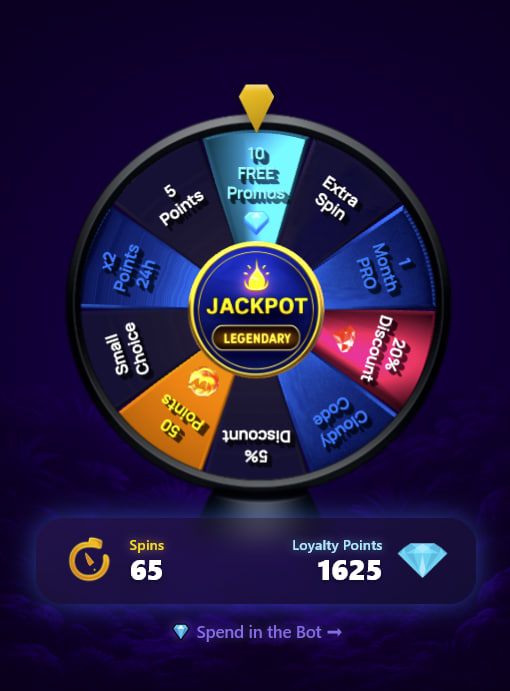 10
FREE
Promos
Extra
Spin
1
Month
PRO
20%
Discount
Cloudy
Code
5%
Discount
50
Points
Small
Choice
x2
Points
24h
5
Points
JACKPOT
LEGENDARY
Spins
65
Loyalty Points
1625
Spend in the Bot →